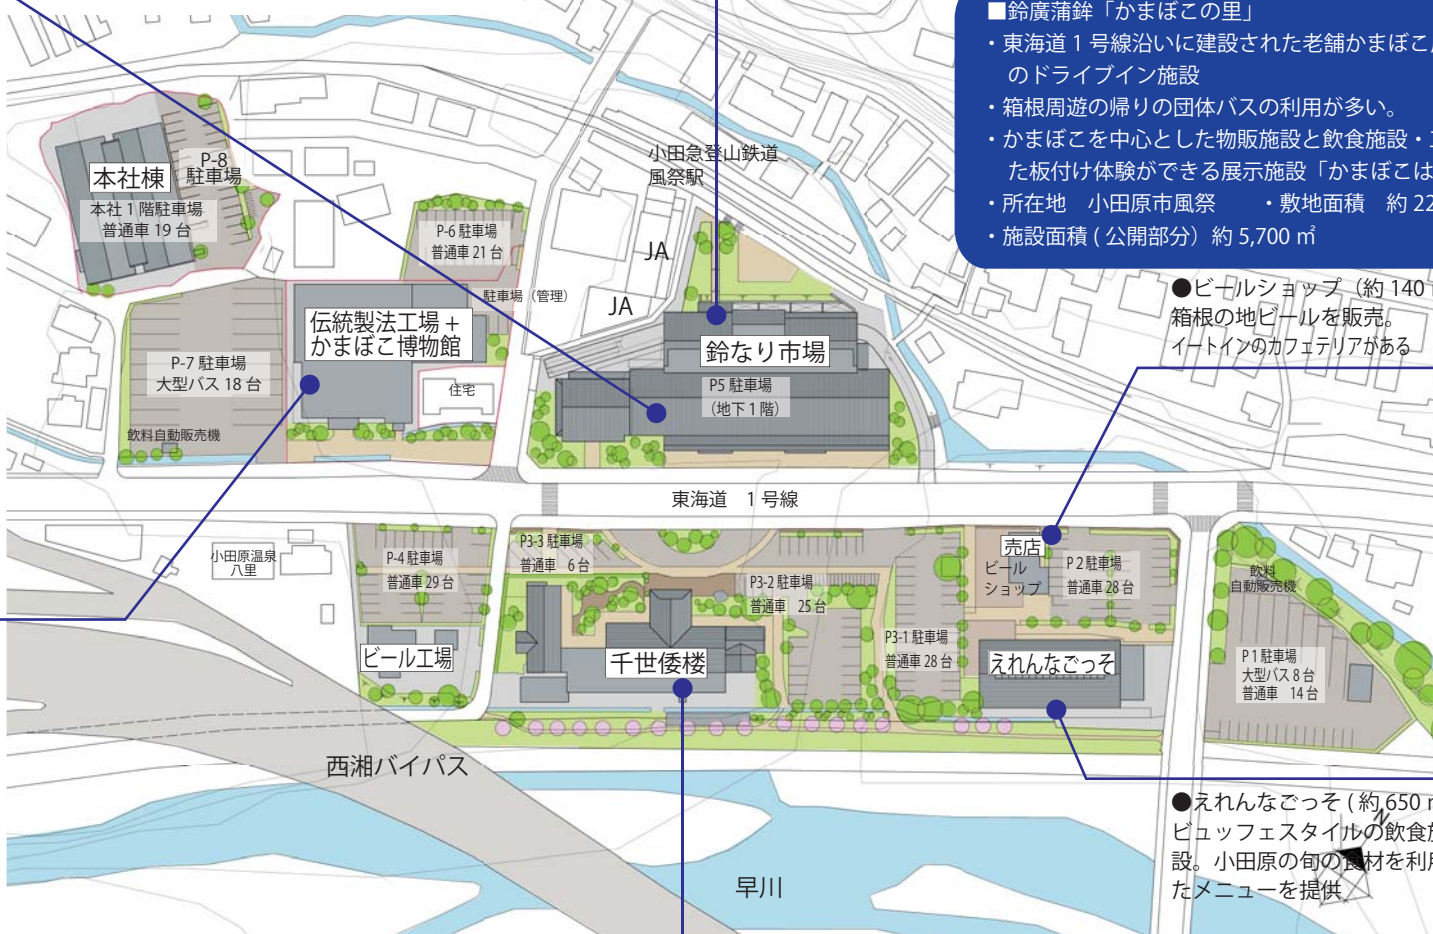 ■鈴廣蒲鉾「かまぼこの里」
・東海道１号線沿いに建設された老舗かまぼこ
のドライブイン施設
・箱根周遊の帰りの団体バスの利用が多い。
・かまぼこを中心とした物販施設と飲食施設・
た板付け体験ができる展示施設「かまぼこは
・所在地　小田原市風祭　　・敷地面積　約 22
・施設面積 ( 公開部分）約 5,700 ㎡
小田急登山鉄道
風祭駅
P-8
駐車場
本社棟
本社 1 階駐車場
普通車 19 台
P-6 駐車場
普通車 21 台
JA
JA
駐車場（管理）
伝統製法工場 +
かまぼこ博物館
鈴なり市場
P5 駐車場
（地下 1 階）
P-7 駐車場
大型バス 18 台
住宅
飲料自動販売機
●ビールショップ（約 140
箱根の地ビールを販売。
イートインのカフェテリアがある
東海道　1 号線
小田原温泉
八里
P-4 駐車場
普通車 29 台
P3-3 駐車場
普通車　6 台
P3-2 駐車場
普通車　25 台
売店
ビール
ショップ
P 2 駐車場
普通車 28 台
飲料
自動販売機
P3-1 駐車場
普通車 28 台
ビール工場
千世倭楼
えれんなごっそ
P 1 駐車場
大型バス 8 台
普通車　14 台
西湘バイパス
早川
●えれんなごっそ ( 約 650
ビュッフェスタイルの飲食施
設。小田原の旬の食材を利用
たメニューを提供
N